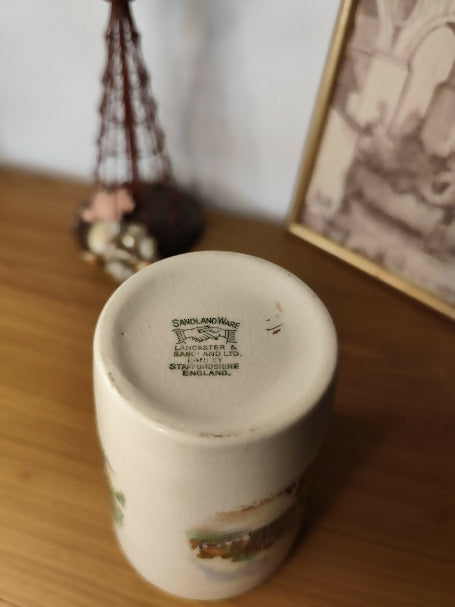 SANDLAND WARE
LANCASTER &
SANDLAND LTD.
HANLEY
STAFFORDSHIRE
ENGLAND.